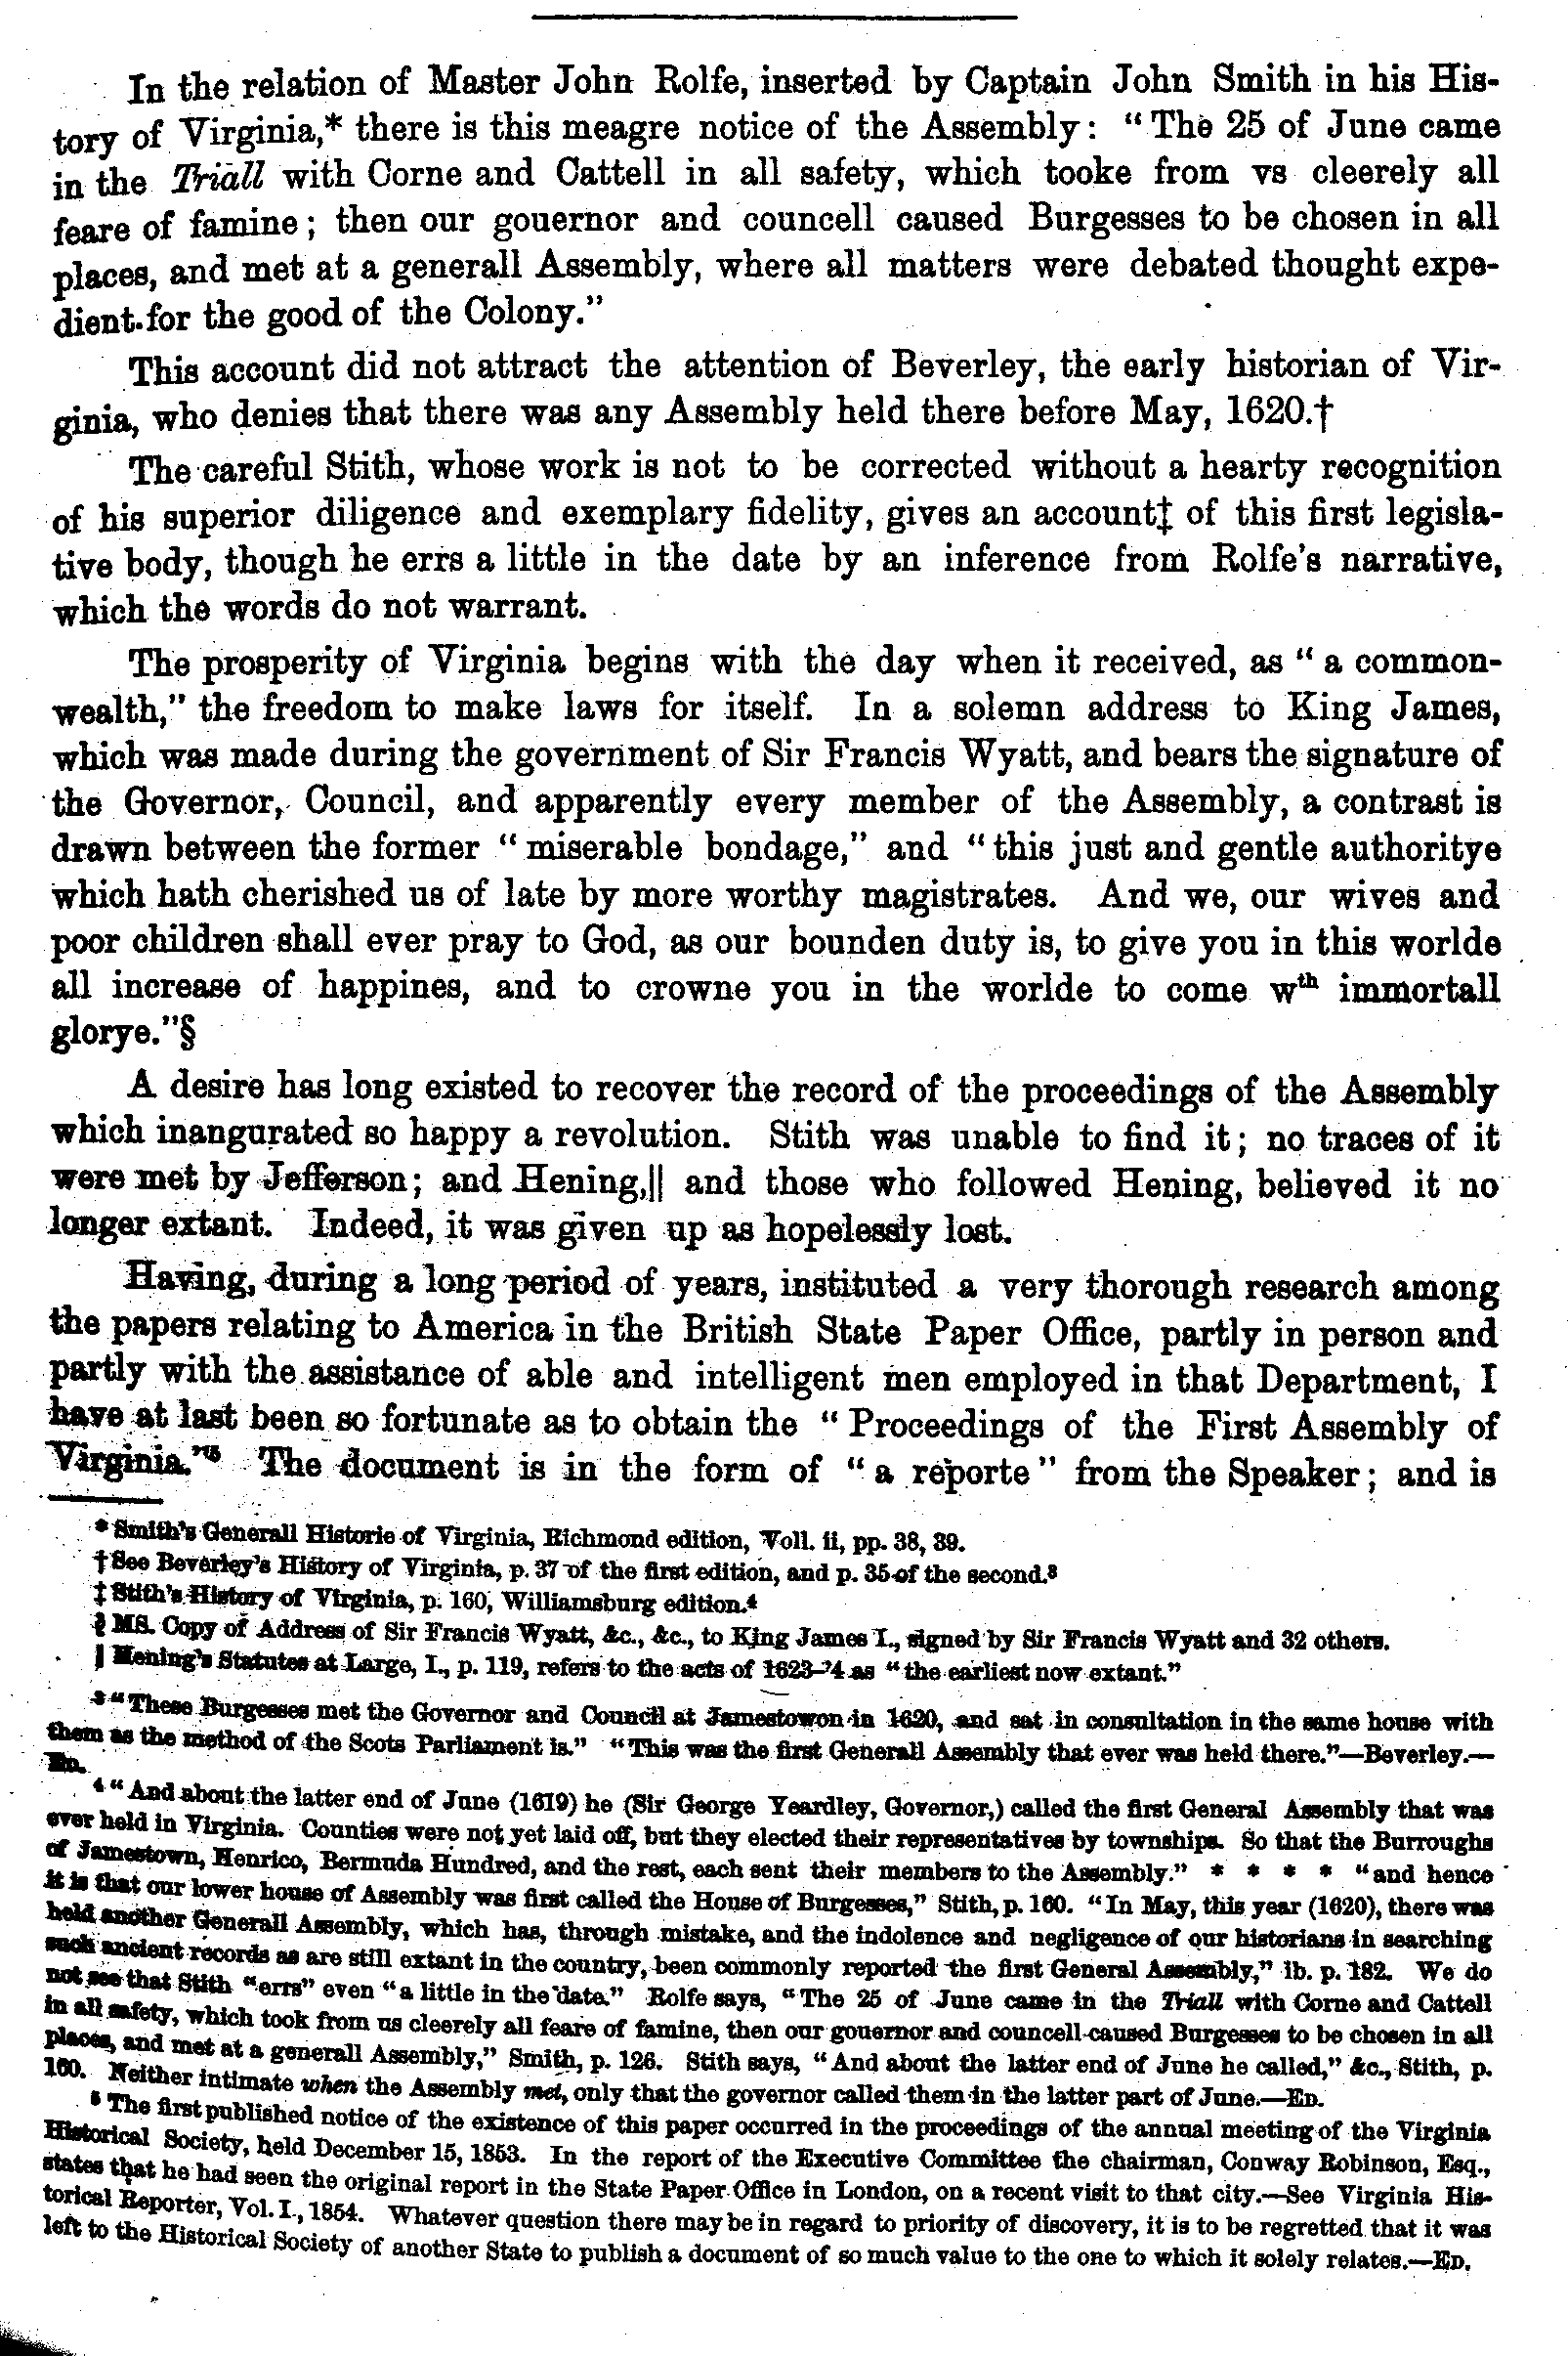 In the relation of Master John Rolfe, inserted by Captain John Smith in his His-
tory of Virginia,* there is this meagre notice of the Assembly: "The 25 of June came
in the Triall with Corne and Cattell in all safety, which tooke from vs cleerely all
feare of famine; then our gouernor and councell caused Burgesses to be chosen in all
places, and met at a generall Assembly, where all matters were debated thought expe-
dient for the good of the Colony."
This account did not attract the attention of Beverley, the early historian of Vir-
ginia, who denies that there was any Assembly held there before May, 1620.†
The careful Stith, whose work is not to be corrected without a hearty recognition
of his superior diligence and exemplary fidelity, gives an account‡ of this first legisla-
tive body, though he errs a little in the date by an inference from Rolfe's narrative,
which the words do not warrant.
The prosperity of Virginia begins with the day when it received, as "a common-
wealth," the freedom to make laws for itself. In a solemn address to King James,
which was made during the government of Sir Francis Wyatt, and bears the signature of
the Governor, Council, and apparently every member of the Assembly, a contrast is
drawn between the former "miserable bondage," and "this just and gentle authoritye
which hath cherished us of late by more worthy magistrates. And we, our wives and
poor children shall ever pray to God, as our bounden duty is, to give you in this worlde
all increase of happines, and to crowne you in the worlde to come wth immortall
glorye."§
A desire has long existed to recover the record of the proceedings of the Assembly
which inangurated so happy a revolution. Stith was unable to find it; no traces of it
were met by Jefferson; and Hening,|| and those who followed Hening, believed it no
longer extant. Indeed, it was given up as hopelessly lost.
Having, during a long period of years, instituted a very thorough research among
the papers relating to America in the British State Paper Office, partly in person and
partly with the assistance of able and intelligent men employed in that Department, I
have at last been so fortunate as to obtain the "Proceedings of the First Assembly of
Virginia."5 The document is in the form of "a reporte" from the Speaker; and is
* Smith's Generall Historie of Virginia, Richmond edition, Voll. ii, pp. 38, 39.
† See Beverley's History of Virginia, p. 37 of the first edition, and p. 35 of the second.3
‡ Stith's History of Virginia, p. 160, Williamsburg edition.4
§ MS. Copy of Address of Sir Francis Wyatt, &c., &c., to King James I., signed by Sir Francis Wyatt and 32 others.
|| Hening's Statutes at Large, I., p. 119, refers to the acts of 1623-'4 as "the earliest now extant."
3 "These Burgesses met the Governor and Council at Jamestowon in 1620, and sat in consultation in the same house with
them as the method of the Scots Parliament is." "This was the first Generall Assembly that ever was held there."—Beverley.—
ED.
4 "And about the latter end of June (1619) he (Sir George Yeardley, Governor,) called the first General Assembly that was
ever held in Virginia. Counties were not yet laid off, but they elected their representatives by townships. So that the Burroughs
of Jamestown, Henrico, Bermuda Hundred, and the rest, each sent their members to the Assembly." * * * * "and hence
it is that our lower house of Assembly was first called the House of Burgesses," Stith, p. 160. "In May, this year (1620), there was
held another Generall Assembly, which has, through mistake, and the indolence and negligence of our historians in searching
such ancient records as are still extant in the country, been commonly reported the first General Assembly," ib. p. 182. We do
not see that Stith "errs" even "a little in the date." Rolfe says, "The 25 of June came in the Triall with Corne and Cattell
in all safety, which took from us cleerely all feare of famine, then our gouernor and councell caused Burgesses to be chosen in all
places, and met at a generall Assembly," Smith, p. 126. Stith says, "And about the latter end of June he called," &c., Stith, p.
160. Neither intimate when the Assembly met, only that the governor called them in the latter part of June.—ED.
5 The first published notice of the existence of this paper occurred in the proceedings of the annual meeting of the Virginia
Historical Society, held December 15, 1853. In the report of the Executive Committee the chairman, Conway Robinson, Esq.,
states that he had seen the original report in the State Paper Office in London, on a recent visit to that city.—See Virginia His-
torical Reporter, Vol. I., 1854. Whatever question there may be in regard to priority of discovery, it is to be regretted that it was
left to the Historical Society of another State to publish a document of so much value to the one to which it solely relates.—ED.